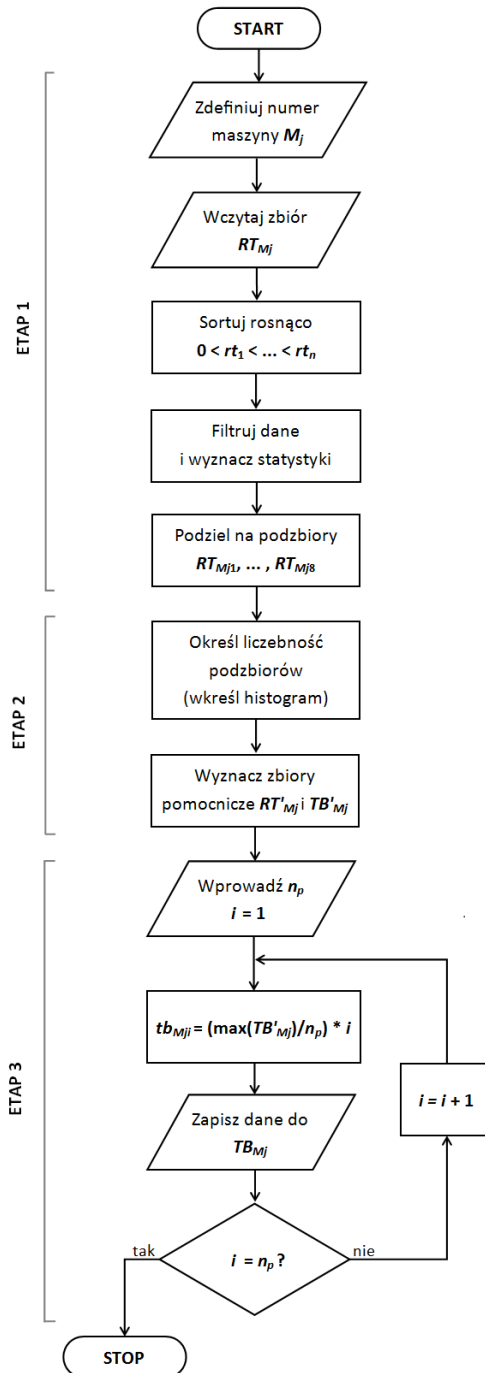 START
ETAP 1
Zdefiniuj numer
maszyny Mj
Wczytaj zbiór
RTMj
Sortuj rosnąco
0 < rt1 < ... < rtn
Filtruj dane
i wyznacz statystyki
Podziel na podzbiory
RTMj1, ... , RTMj8
ETAP 2
Określ liczebność
podzbiorów
(wkreśl histogram)
Wyznacz zbiory
pomocnicze RT'Mj i TB'Mj
ETAP 3
Wprowadź np
i = 1
tbMji = (max(TB'Mj)/np) * i
i = i + 1
Zapisz dane do
TBMj
tak
i = np ?
nie
STOP